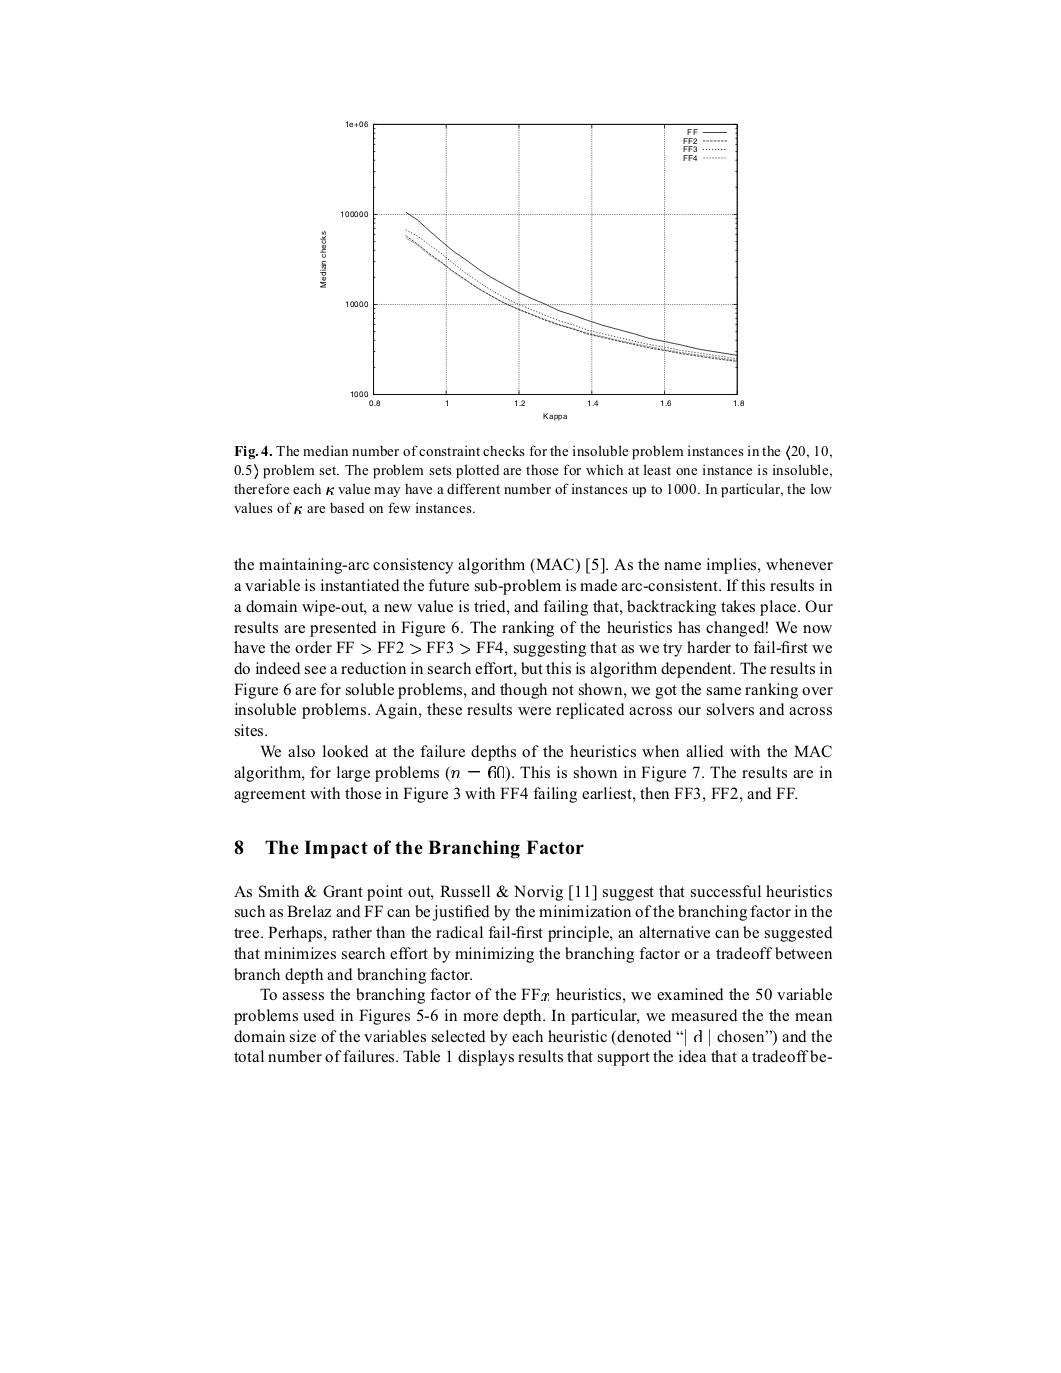 1e+06
FF
FF2
FF3
FF4
100000
Median checks
10000
1000
0.8 1 1.2 1.4 1.6 1.8
Kappa
Fig. 4. The median number of constraint checks for the insoluble problem instances in the ⟨20, 10,
0.5⟩ problem set. The problem sets plotted are those for which at least one instance is insoluble,
therefore each κ value may have a different number of instances up to 1000. In particular, the low
values of κ are based on few instances.
the maintaining-arc consistency algorithm (MAC) [5]. As the name implies, whenever
a variable is instantiated the future sub-problem is made arc-consistent. If this results in
a domain wipe-out, a new value is tried, and failing that, backtracking takes place. Our
results are presented in Figure 6. The ranking of the heuristics has changed! We now
have the order FF > FF2 > FF3 > FF4, suggesting that as we try harder to fail-first we
do indeed see a reduction in search effort, but this is algorithm dependent. The results in
Figure 6 are for soluble problems, and though not shown, we got the same ranking over
insoluble problems. Again, these results were replicated across our solvers and across
sites.
We also looked at the failure depths of the heuristics when allied with the MAC
algorithm, for large problems (n = 60). This is shown in Figure 7. The results are in
agreement with those in Figure 3 with FF4 failing earliest, then FF3, FF2, and FF.
8 The Impact of the Branching Factor
As Smith & Grant point out, Russell & Norvig [11] suggest that successful heuristics
such as Brelaz and FF can be justified by the minimization of the branching factor in the
tree. Perhaps, rather than the radical fail-first principle, an alternative can be suggested
that minimizes search effort by minimizing the branching factor or a tradeoff between
branch depth and branching factor.
To assess the branching factor of the FFx heuristics, we examined the 50 variable
problems used in Figures 5-6 in more depth. In particular, we measured the the mean
domain size of the variables selected by each heuristic (denoted “| d | chosen”) and the
total number of failures. Table 1 displays results that support the idea that a tradeoff be-